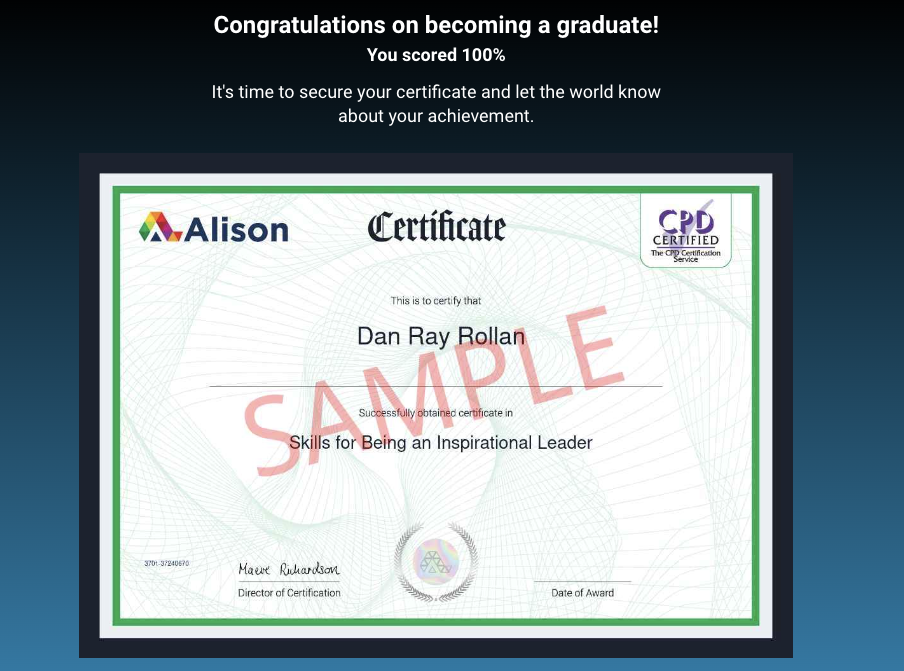 Congratulations on becoming a graduate!
You scored 100%
It's time to secure your certificate and let the world know
about your achievement.
Alison
Certificate
CPD
CERTIFIED
The CPD Certification
Service
This is to certify that
Dan Ray Rollan
SAMPLE
Successfully obtained certificate in
Skills for Being an Inspirational Leader
3701-37240670
Maeve Richardson
Director of Certification
Date of Award